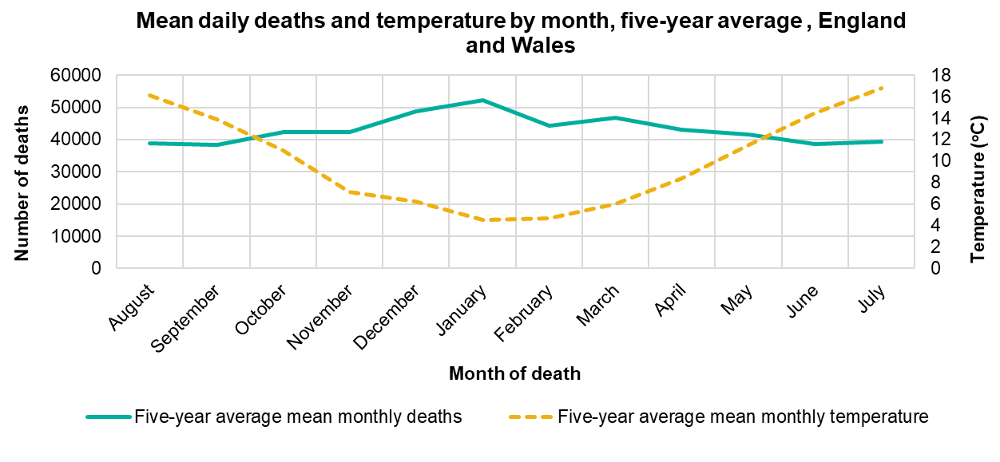 Mean daily deaths and temperature by month, five-year average , England
and Wales
Number of deaths
60000
50000
40000
30000
20000
10000
0
18
16
14
12
10
8
6
4
2
0
Temperature (ºC)
August
September
October
November
December
January
February
March
April
May
June
July
Month of death
Five-year average mean monthly deaths
Five-year average mean monthly temperature